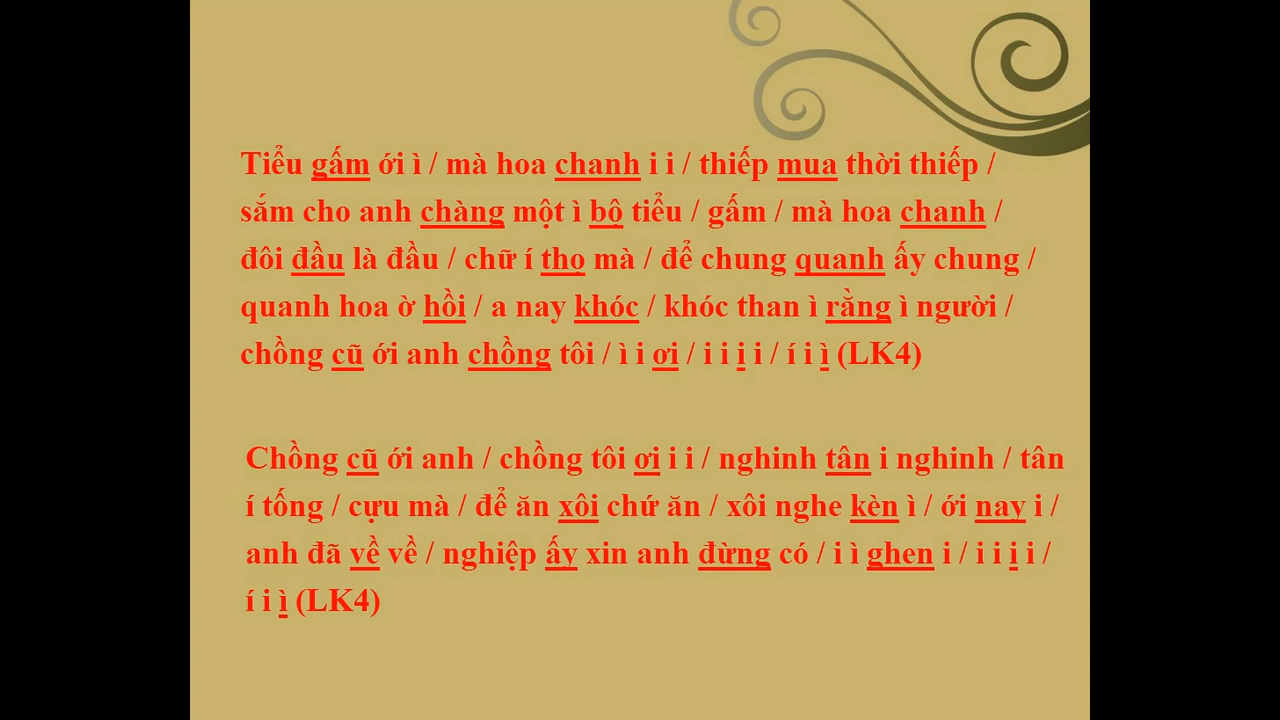 Tiểu gấm ới ì / mà hoa chanh i i / thiếp mua thời thiếp /
sắm cho anh chàng một ì bộ tiểu / gấm / mà hoa chanh /
đôi đầu là đầu / chữ í thọ mà / để chung quanh ấy chung /
quanh hoa ờ hồi / a nay khóc / khóc than ì rằng ì người /
chồng cũ ới anh chồng tôi / ì i ơi / i i ị i / í i ì (LK4)
Chồng cũ ới anh / chồng tôi ơi i i / nghinh tân i nghinh / tân
í tống / cựu mà / để ăn xôi chứ ăn / xôi nghe kèn ì / ới nay i /
anh đã về về / nghiệp ấy xin anh đừng có / i ì ghen i / i i ị i /
í i ì (LK4)